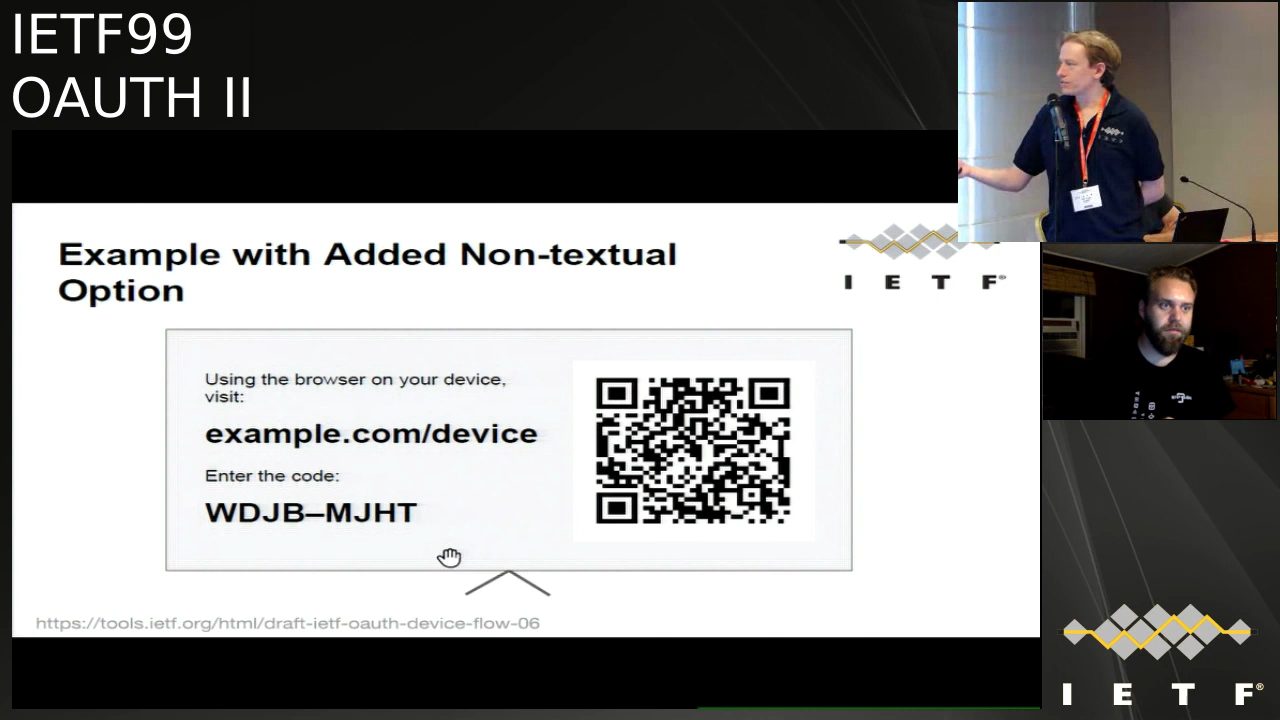 IETF99
OAUTH II
Example with Added Non-textual
Option
I E T F®
Using the browser on your device,
visit:
example.com/device
Enter the code:
WDJB–MJHT
https://tools.ietf.org/html/draft-ietf-oauth-device-flow-06
I E T F®